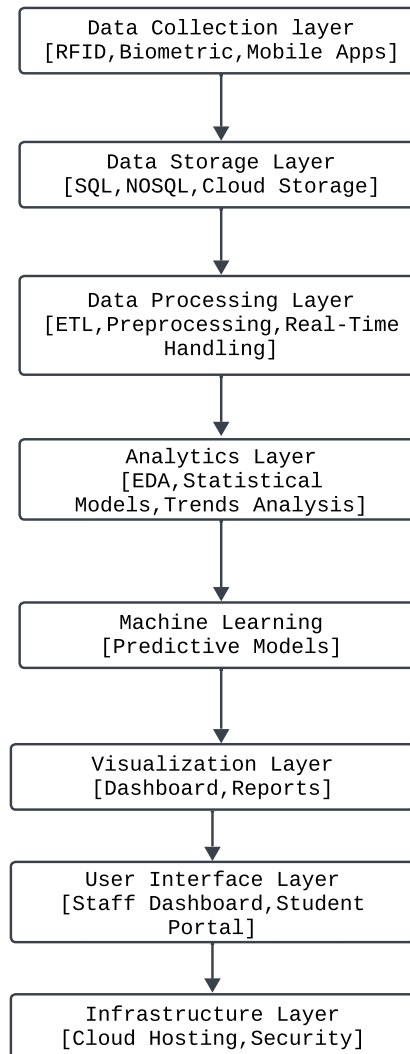 Data Collection layer
[RFID,Biometric,Mobile Apps]
Data Storage Layer
[SQL,NOSQL,Cloud Storage]
Data Processing Layer
[ETL,Preprocessing,Real-Time
Handling]
Analytics Layer
[EDA,Statistical
Models,Trends Analysis]
Machine Learning
[Predictive Models]
Visualization Layer
[Dashboard,Reports]
User Interface Layer
[Staff Dashboard,Student
Portal]
Infrastructure Layer
[Cloud Hosting,Security]